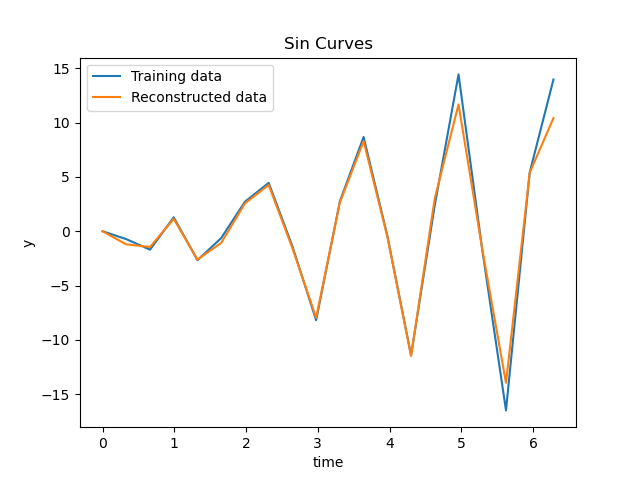 Sin Curves
Training data
Reconstructed data
y
15
10
5
0
−5
−10
−15
0 1 2 3 4 5 6
time